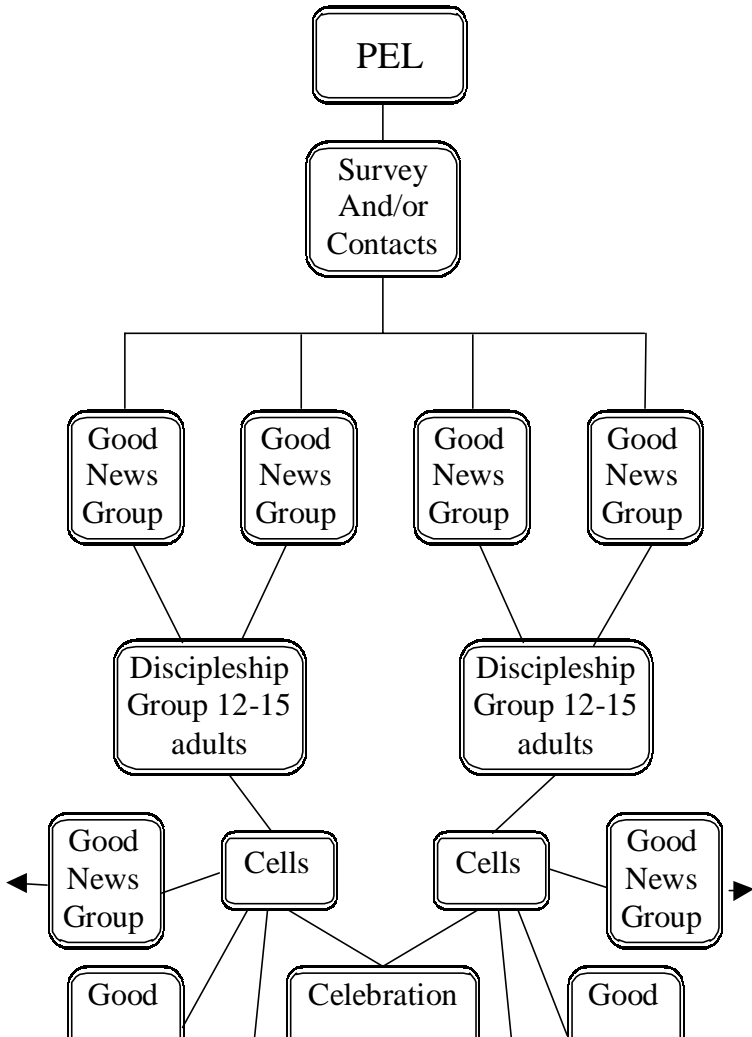 PEL
Survey
And/or
Contacts
Good
News
Group
Good
News
Group
Good
News
Group
Good
News
Group
Discipleship
Group 12-15
adults
Discipleship
Group 12-15
adults
Good
News
Group
Cells
Cells
Good
News
Group
Good
Celebration
Good